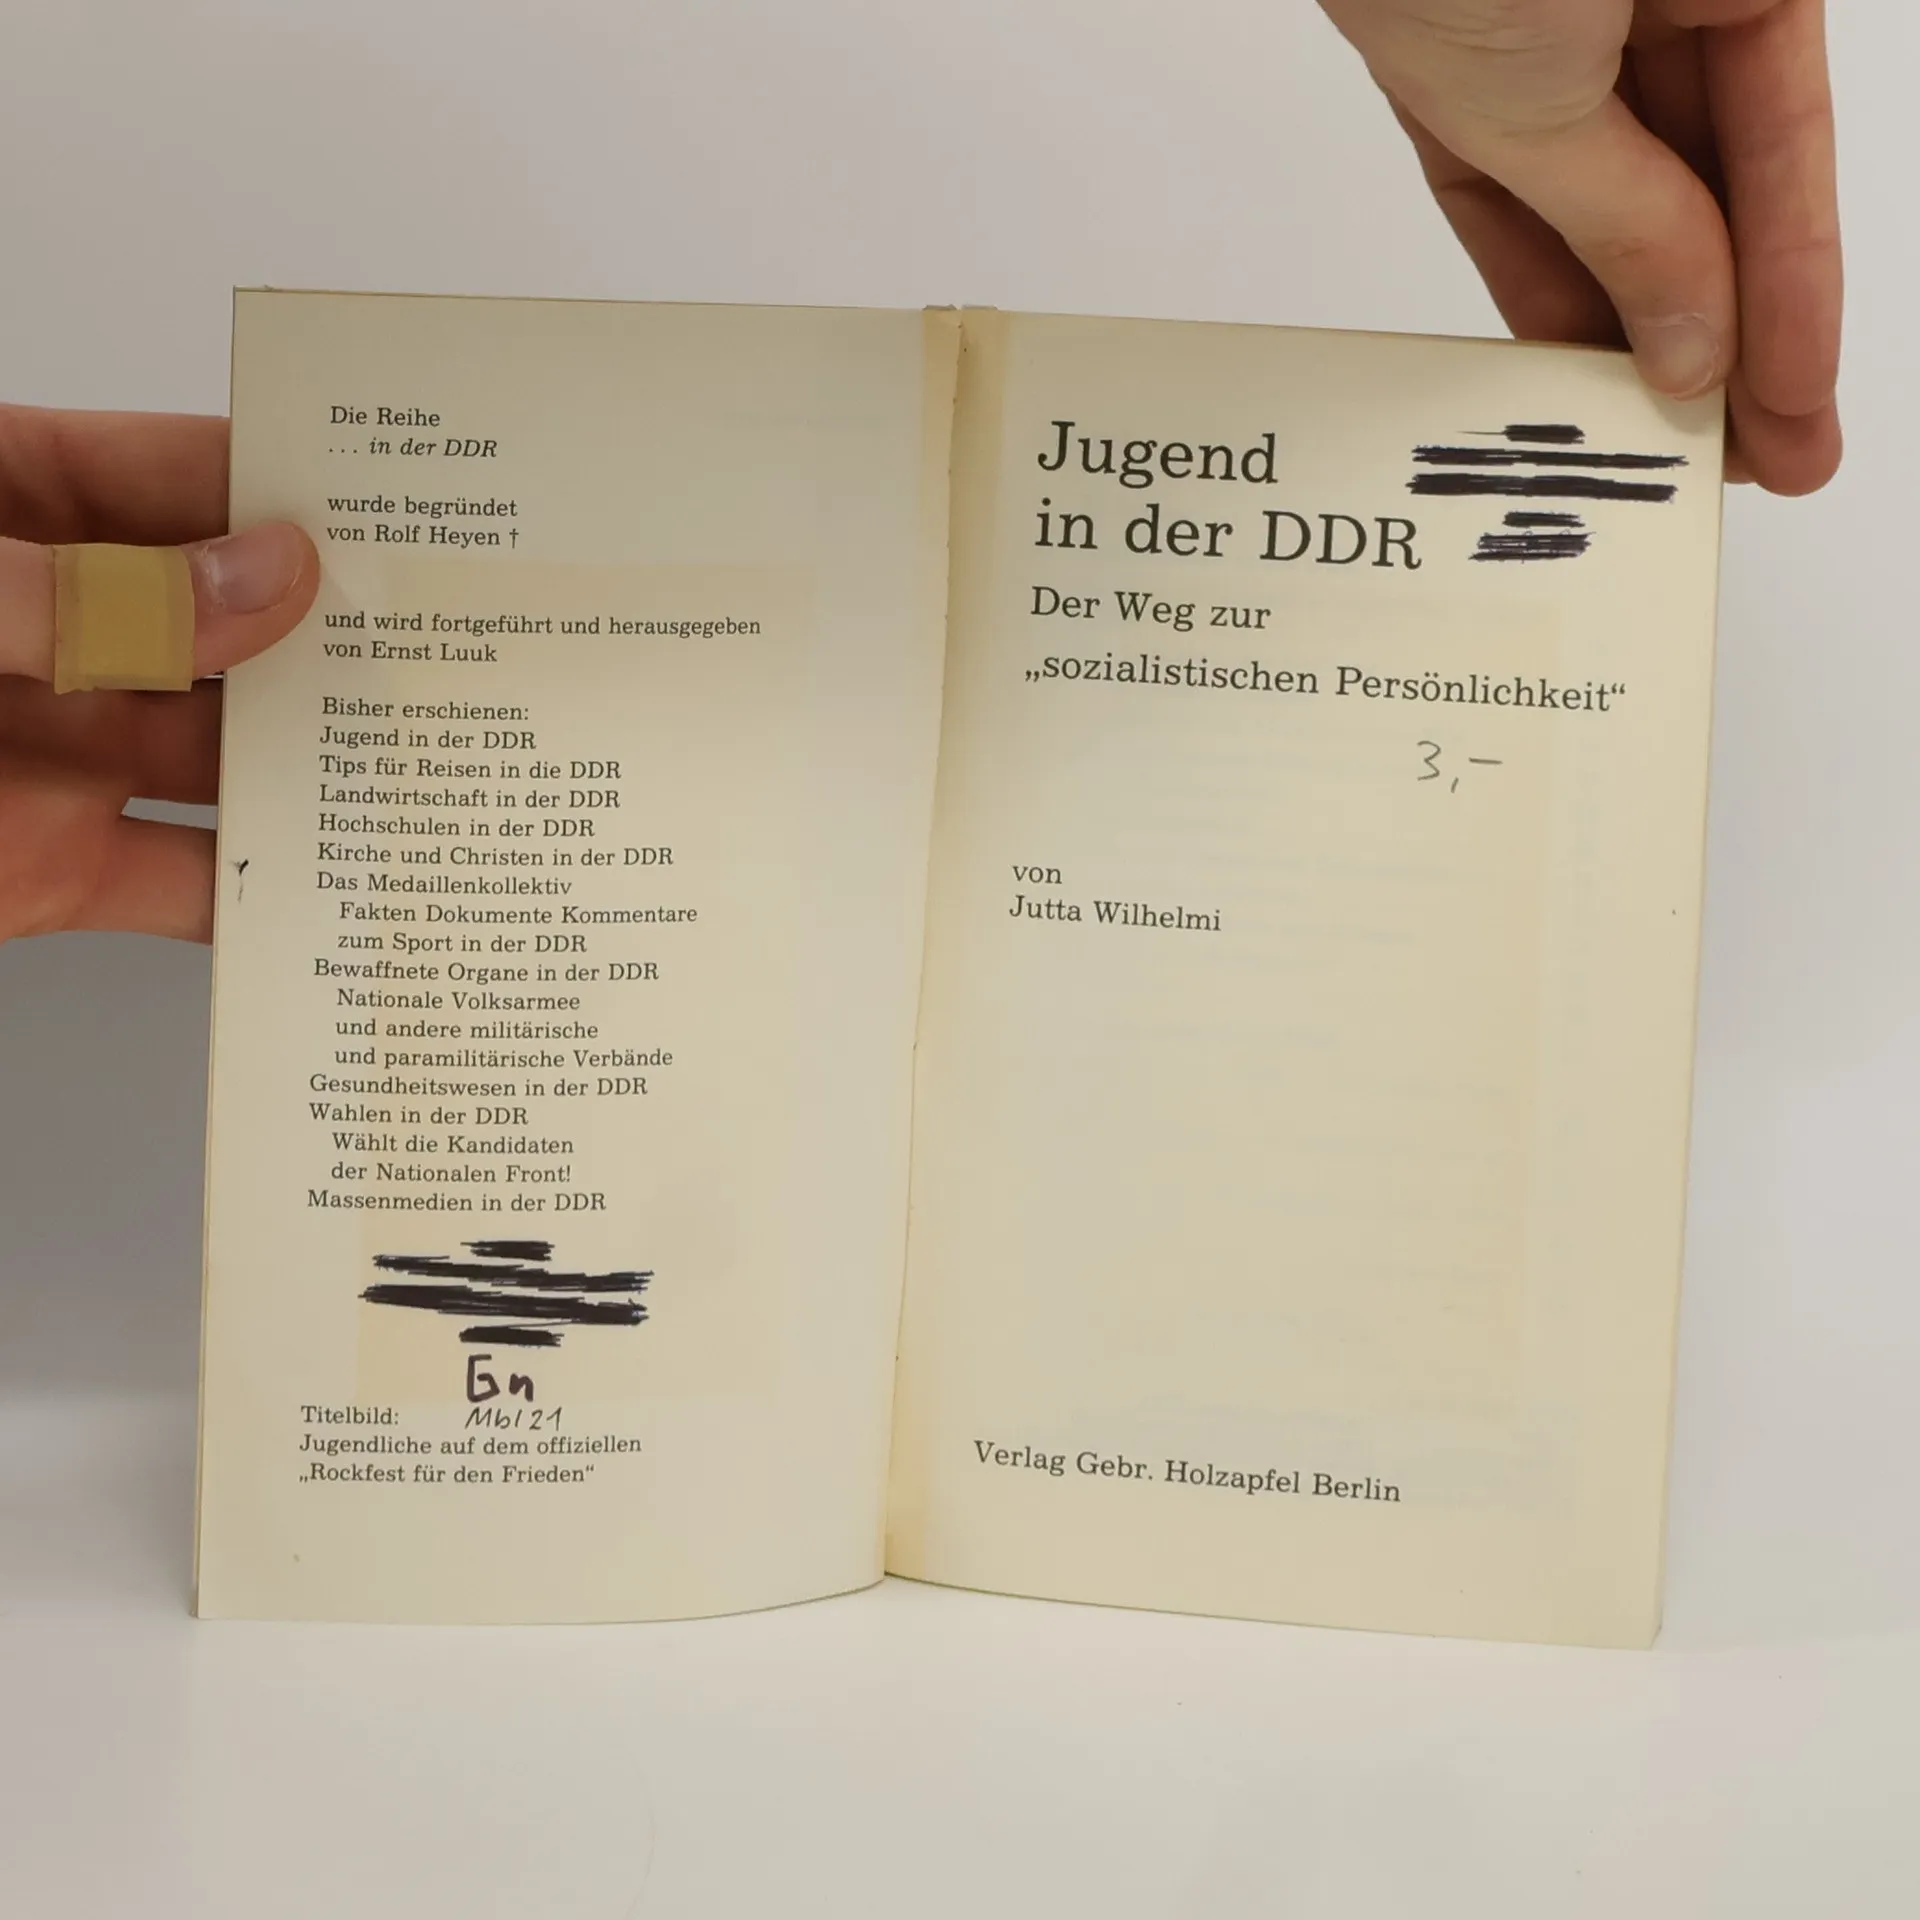 Die Reihe
... in der DDR
wurde begründet
von Rolf Heyen †
und wird fortgeführt und herausgegeben
von Ernst Luuk
Bisher erschienen:
Jugend in der DDR
Tips für Reisen in die DDR
Landwirtschaft in der DDR
Hochschulen in der DDR
Kirche und Christen in der DDR
Das Medaillenkollektiv
Fakten Dokumente Kommentare
zum Sport in der DDR
Bewaffnete Organe in der DDR
Nationale Volksarmee
und andere militärische
und paramilitärische Verbände
Gesundheitswesen in der DDR
Wahlen in der DDR
Wählt die Kandidaten
der Nationalen Front!
Massenmedien in der DDR
Gn
Mbl 21
Titelbild:
Jugendliche auf dem offiziellen
„Rockfest für den Frieden“
Jugend
in der DDR
Der Weg zur
„sozialistischen Persönlichkeit“
3,–
von
Jutta Wilhelmi
Verlag Gebr. Holzapfel Berlin